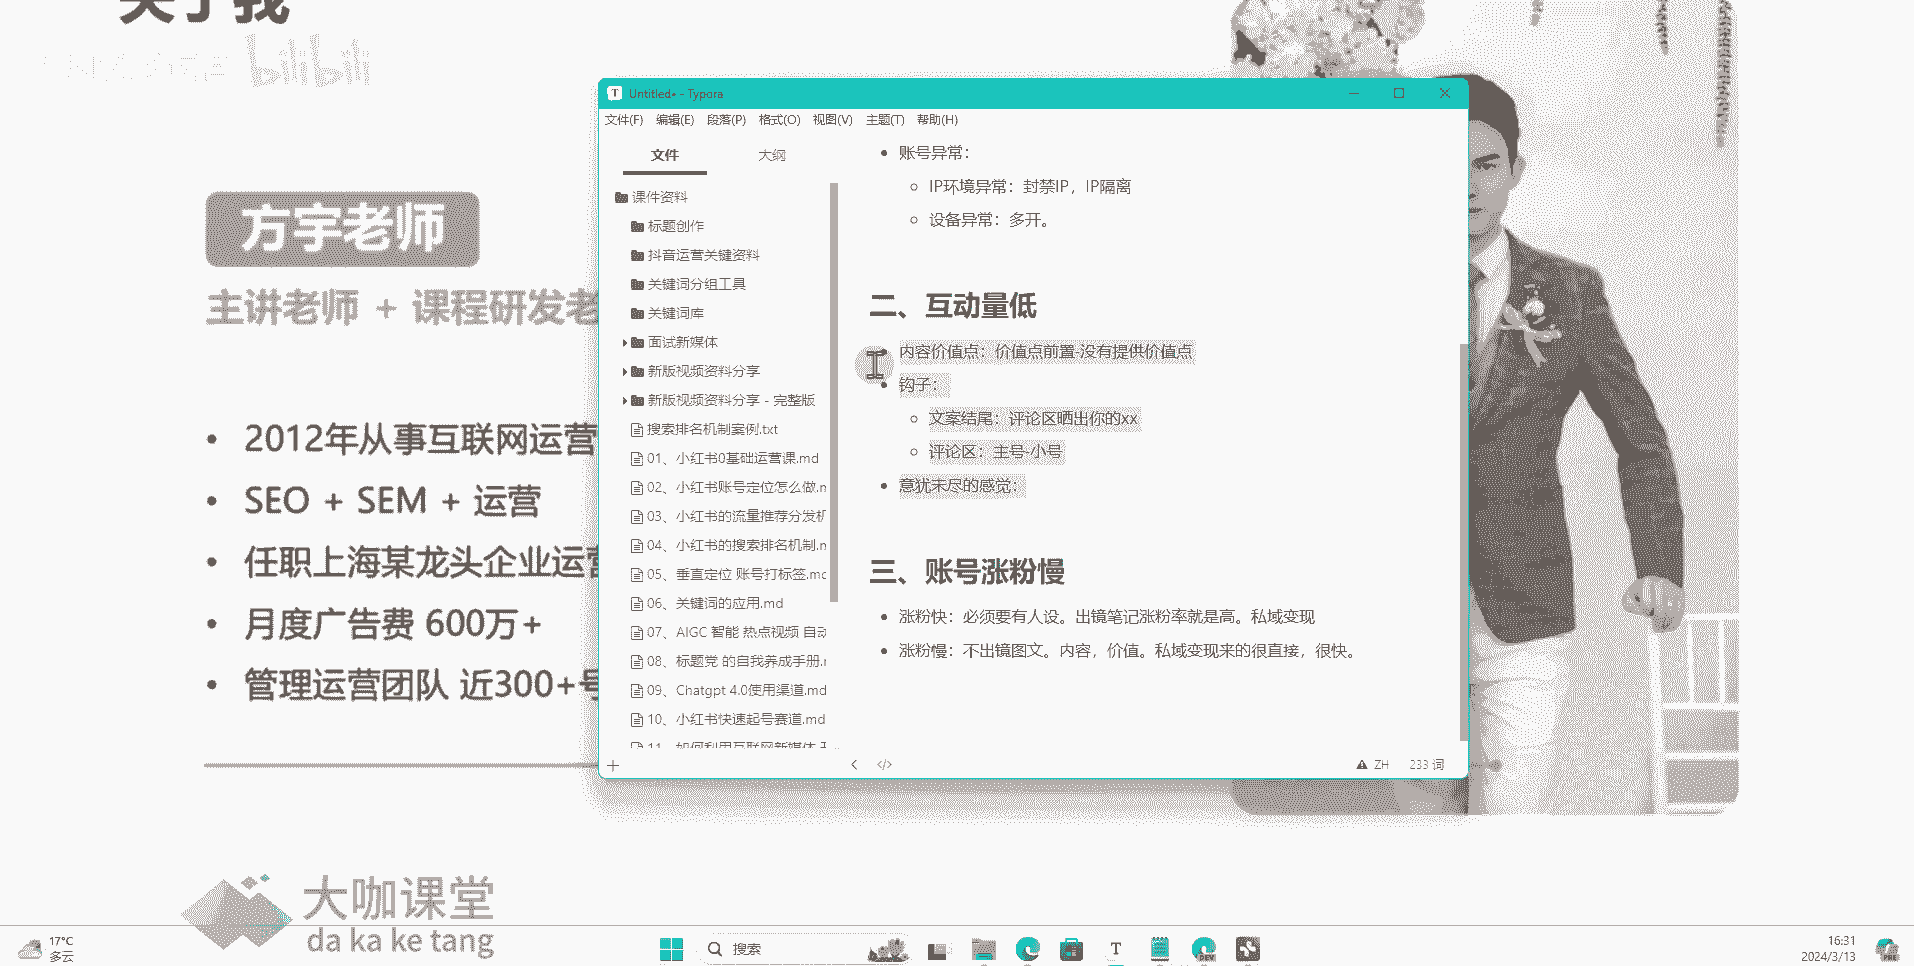 关于我
bilibili
方宇老师
主讲老师 + 课程研发老
2012年从事互联网运营
SEO + SEM + 运营
任职上海某龙头企业运营
月度广告费 600万+
管理运营团队 近300+号
大咖课堂
da ka ke tang
Untitled• - Typora
文件(F) 编辑(E) 段落(P) 格式(O) 视图(V) 主题(T) 帮助(H)
文件 大纲
课件资料
标题创作
抖音运营关键资料
关键词分组工具
关键词库
面试新媒体
新版视频资料分享
新版视频资料分享 - 完整版
搜索排名机制案例.txt
01、小红书0基础运营课.md
02、小红书账号定位怎么做.m
03、小红书的流量推荐分发机
04、小红书的搜索排名机制.m
05、垂直定位 账号打标签.md
06、关键词的应用.md
07、AIGC 智能 热点视频 自动
08、标题党 的自我养成手册.m
09、Chatgpt 4.0使用渠道.md
10、小红书快速起号赛道.md
11、如何利用互联网新媒体
账号异常：
IP环境异常：封禁IP，IP隔离
设备异常：多开。
二、互动量低
内容价值点：价值点前置-没有提供价值点
钩子：
文案结尾：评论区晒出你的xx
评论区：主号-小号
意犹未尽的感觉：
三、账号涨粉慢
涨粉快：必须要有人设。出镜笔记涨粉率就是高。私域变现
涨粉慢：不出镜图文。内容，价值。私域变现来的很直接，很快。
ZH 233 词
17°C
多云
搜索
16:31
2024/3/13